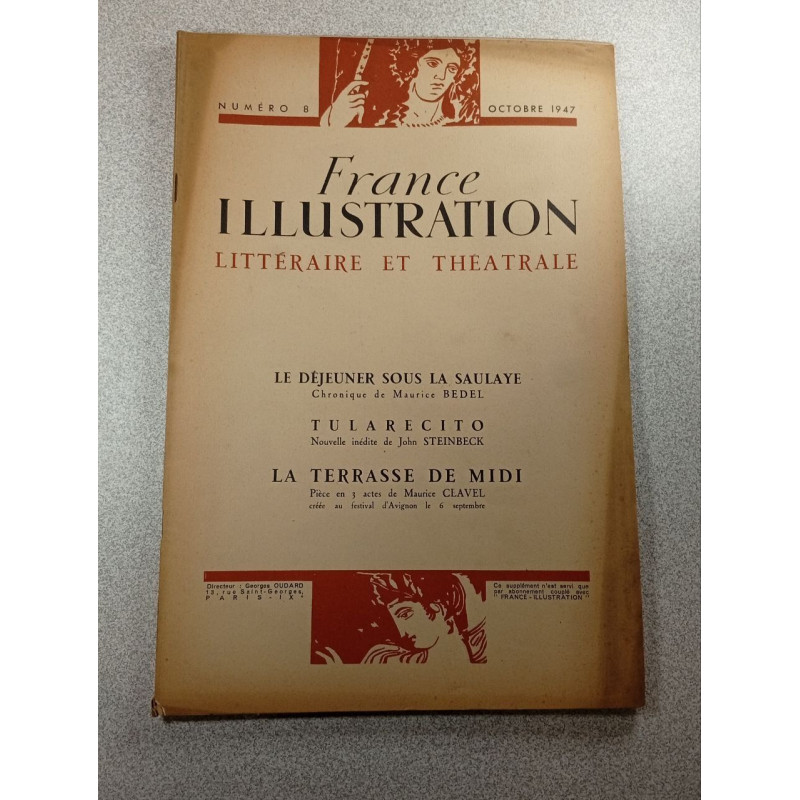 NUMÉRO 8
OCTOBRE 1947
France
ILLUSTRATION
LITTÉRAIRE ET THÉATRALE
LE DÉJEUNER SOUS LA SAULAYE
Chronique de Maurice BEDEL
TULARECITO
Nouvelle inédite de John STEINBECK
LA TERRASSE DE MIDI
Pièce en 3 actes de Maurice CLAVEL
créée au festival d'Avignon le 6 septembre
Directeur : Georges OUDARD
13, rue Saint-Georges,
PARIS-IXe
Ce supplément n'est servi que
par abonnement couplé avec
"FRANCE-ILLUSTRATION"